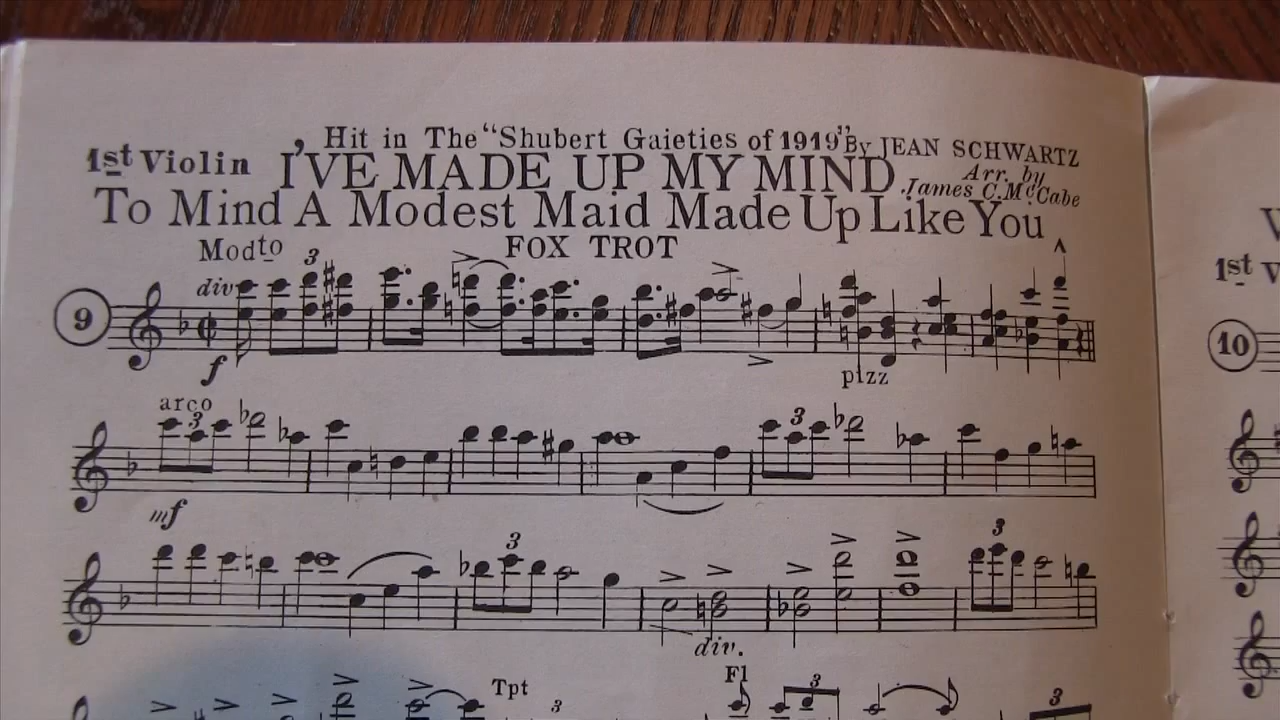 Hit in The "Shubert Gaieties of 1919" By JEAN SCHWARTZ
1st Violin I'VE MADE UP MY MIND Arr. by
James C. McCabe
To Mind A Modest Maid Made Up Like You
Modto FOX TROT
div 3
9
f
pizz
1st V
10
arco
3 3
mf
3 3
div.
Tpt Fl
3 3 3